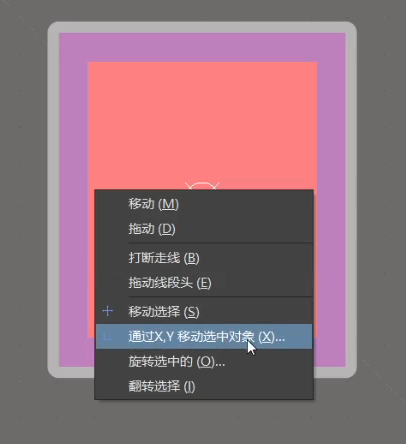 移动 (M)
拖动 (D)
打断走线 (B)
拖动线段头 (E)
移动选择 (S)
通过X,Y 移动选中对象 (X)...
旋转选中的 (O)...
翻转选择 (I)